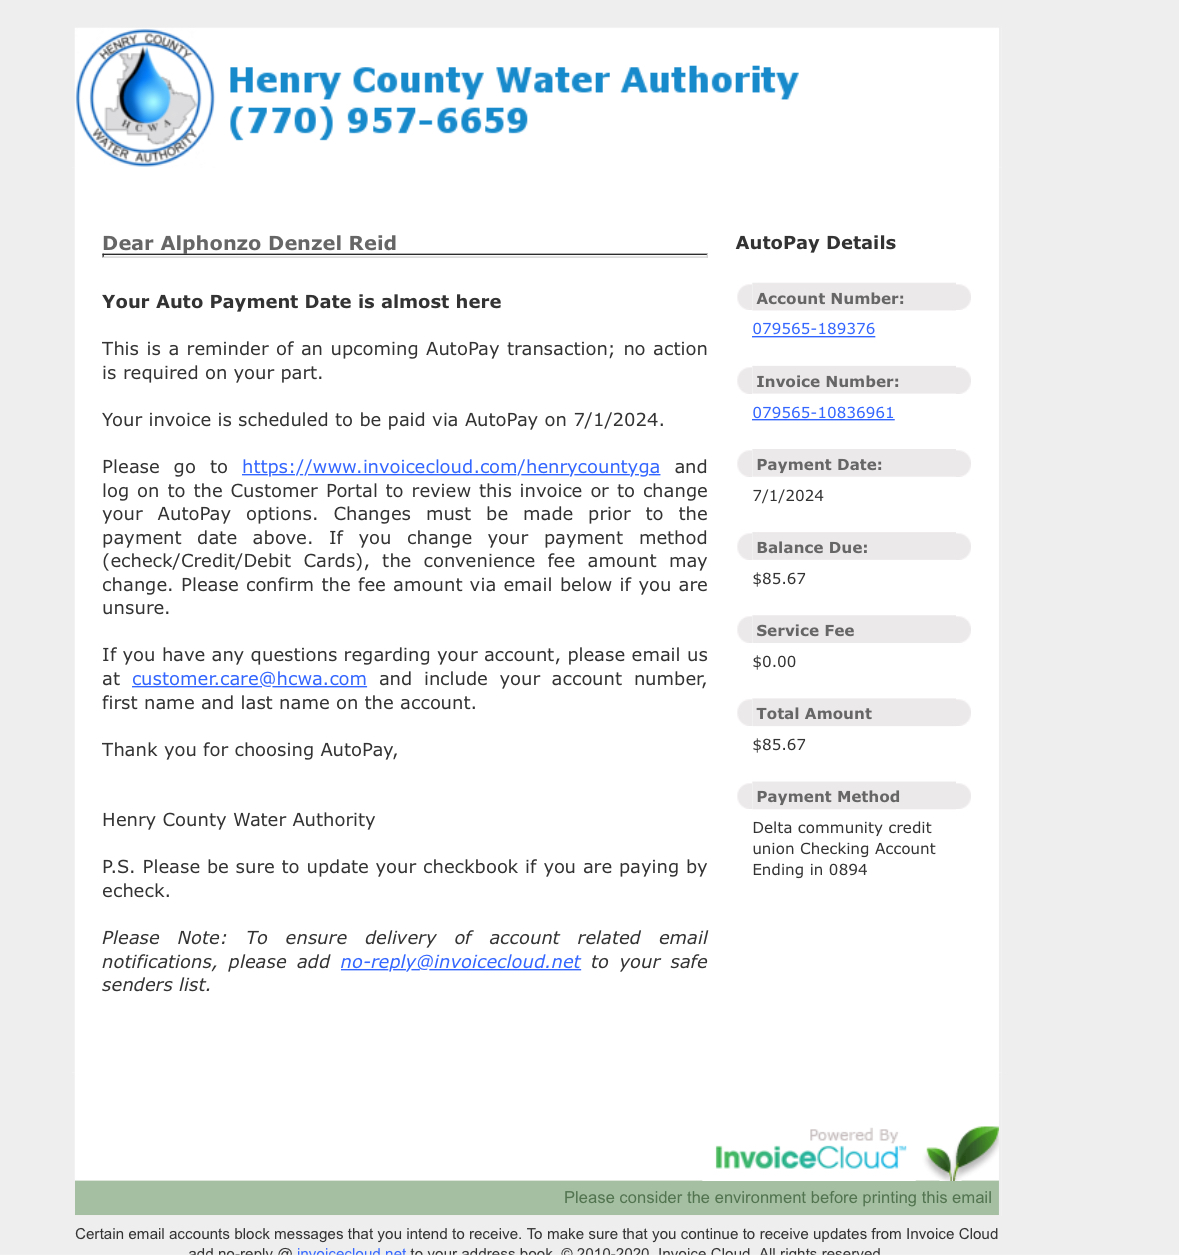 HENRY COUNTY
HCWA
WATER AUTHORITY
Henry County Water Authority
(770) 957-6659
Dear Alphonzo Denzel Reid
Your Auto Payment Date is almost here
This is a reminder of an upcoming AutoPay transaction; no action
is required on your part.
Your invoice is scheduled to be paid via AutoPay on 7/1/2024.
Please go to https://www.invoicecloud.com/henrycountyga and
log on to the Customer Portal to review this invoice or to change
your AutoPay options. Changes must be made prior to the
payment date above. If you change your payment method
(echeck/Credit/Debit Cards), the convenience fee amount may
change. Please confirm the fee amount via email below if you are
unsure.
If you have any questions regarding your account, please email us
at customer.care@hcwa.com and include your account number,
first name and last name on the account.
Thank you for choosing AutoPay,
Henry County Water Authority
P.S. Please be sure to update your checkbook if you are paying by
echeck.
Please Note: To ensure delivery of account related email
notifications, please add no-reply@invoicecloud.net to your safe
senders list.
AutoPay Details
Account Number:
079565-189376
Invoice Number:
079565-10836961
Payment Date:
7/1/2024
Balance Due:
$85.67
Service Fee
$0.00
Total Amount
$85.67
Payment Method
Delta community credit
union Checking Account
Ending in 0894
Powered By
InvoiceCloud™
Please consider the environment before printing this email
Certain email accounts block messages that you intend to receive. To make sure that you continue to receive updates from Invoice Cloud
add no-reply @ invoicecloud.net to your address book. © 2010-2020. Invoice Cloud. All rights reserved.